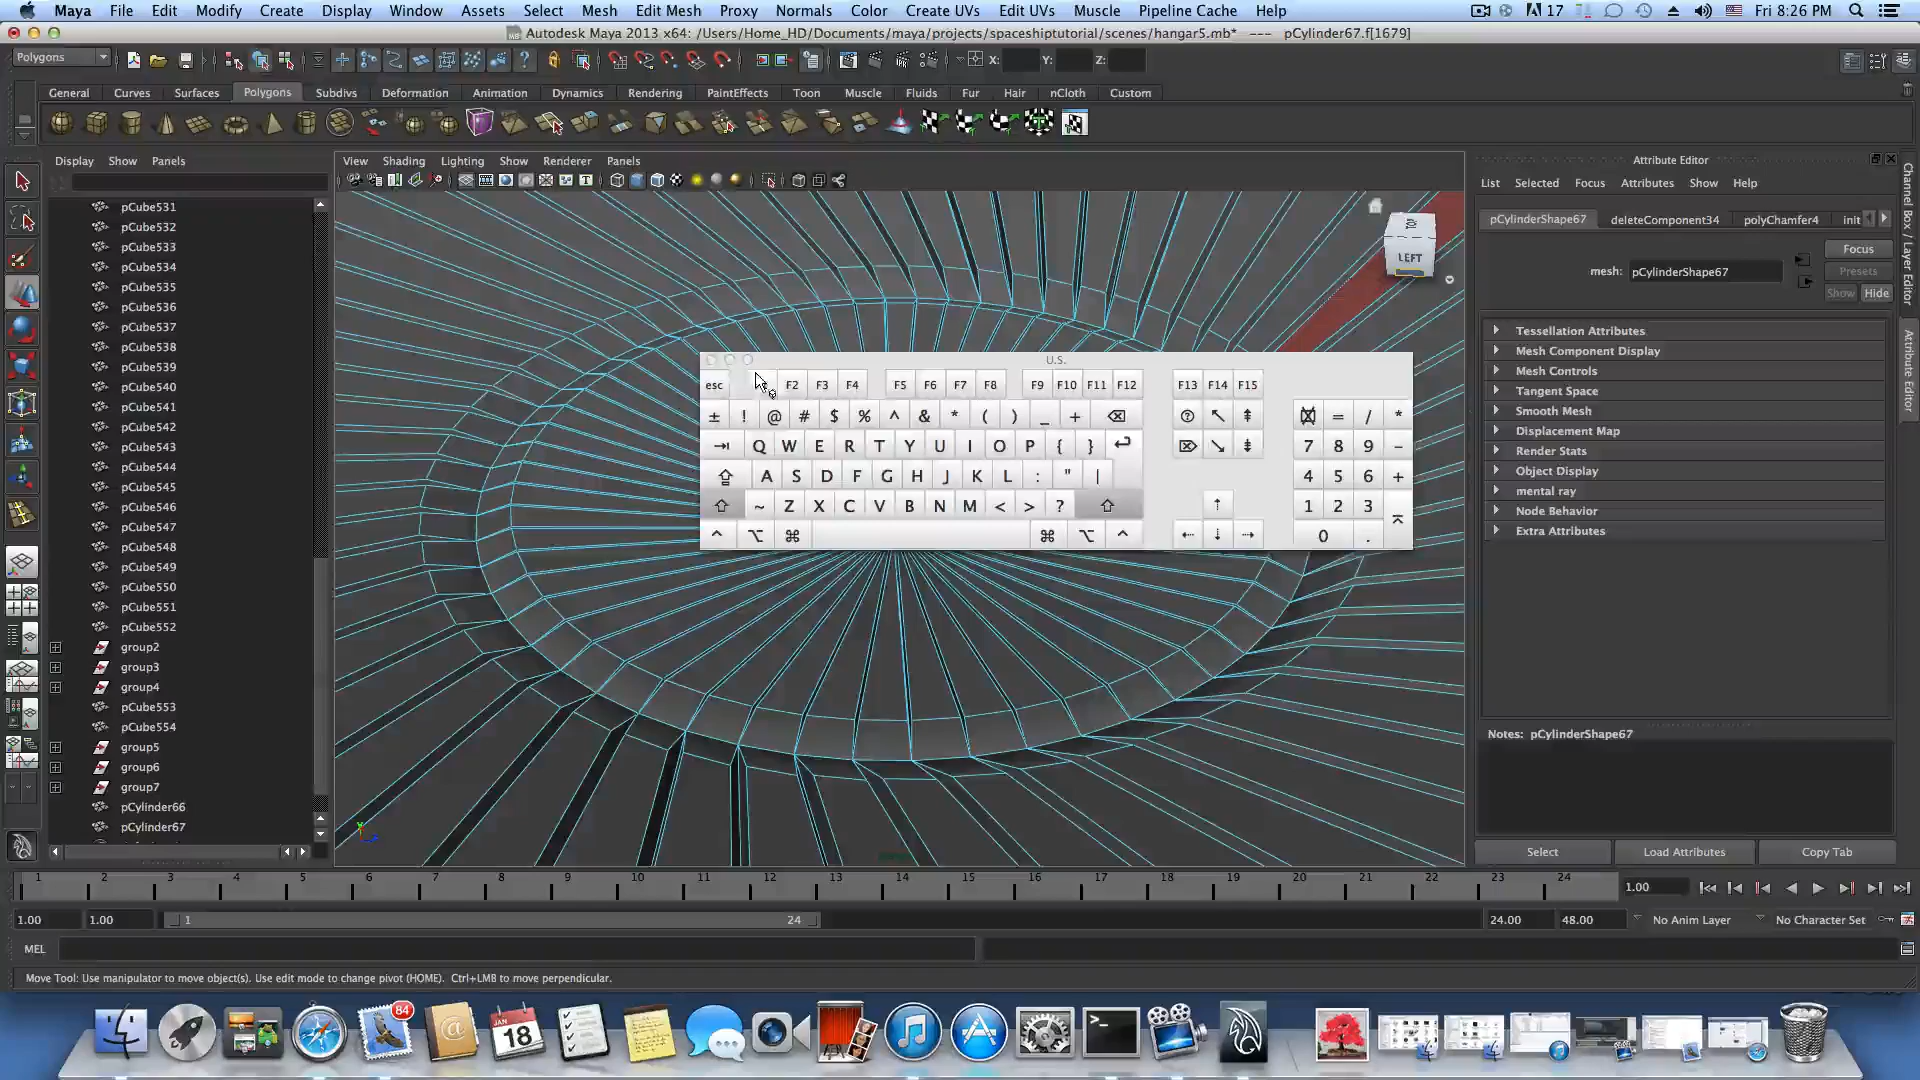 Maya File Edit Modify Create Display Window Assets Select Mesh Edit Mesh Proxy Normals Color Create UVs Edit UVs Muscle Pipeline Cache Help 17 Fri 8:26 PM
Autodesk Maya 2013 x64: /Users/Home_HD/Documents/maya/projects/spaceshiptutorial/scenes/hangar5.mb* --- pCylinder67.f[1679]
Polygons X: Y: Z:
General Curves Surfaces Polygons Subdivs Deformation Animation Dynamics Rendering PaintEffects Toon Muscle Fluids Fur Hair nCloth Custom
Display Show Panels
View Shading Lighting Show Renderer Panels
pCube531
pCube532
pCube533
pCube534
pCube535
pCube536
pCube537
pCube538
pCube539
pCube540
pCube541
pCube542
pCube543
pCube544
pCube545
pCube546
pCube547
pCube548
pCube549
pCube550
pCube551
pCube552
group2
group3
group4
pCube553
pCube554
group5
group6
group7
pCylinder66
pCylinder67
TOP
LEFT
U.S.
esc F2 F3 F4 F5 F6 F7 F8 F9 F10 F11 F12 F13 F14 F15
± ! @ # $ % ^ & * ( ) _ + ⌫ = / *
Q W E R T Y U I O P { } 7 8 9 -
A S D F G H J K L : " | 4 5 6 +
~ Z X C V B N M < > ? 1 2 3
^ ⌥ ⌘ ⌘ ⌥ ^ 0 .
Attribute Editor
List Selected Focus Attributes Show Help
pCylinderShape67 deleteComponent34 polyChamfer4 init
Focus
mesh: pCylinderShape67 Presets
Show Hide
Tessellation Attributes
Mesh Component Display
Mesh Controls
Tangent Space
Smooth Mesh
Displacement Map
Render Stats
Object Display
mental ray
Node Behavior
Extra Attributes
Notes: pCylinderShape67
Select Load Attributes Copy Tab
Channel Box / Layer Editor
Attribute Editor
1 2 3 4 5 6 7 8 9 10 11 12 13 14 15 16 17 18 19 20 21 22 23 24 1.00
1.00 1.00 1 24 24.00 48.00 No Anim Layer No Character Set
MEL
Move Tool: Use manipulator to move object(s). Use edit mode to change pivot (HOME). Ctrl+LMB to move perpendicular.
84
JAN
18